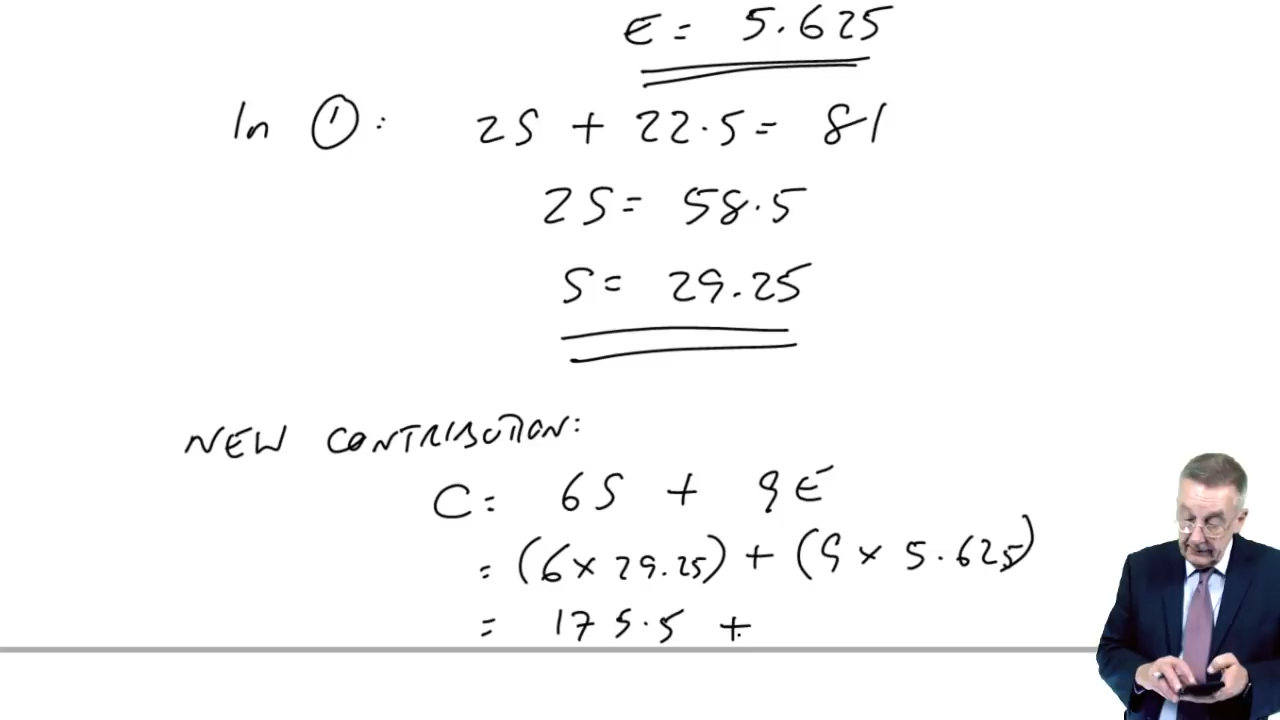 E = 5.625
In ①: 2S + 22.5 = 81
2S = 58.5
S = 29.25
NEW CONTRIBUTION:
C = 6S + 9E
= (6 × 29.25) + (9 × 5.625)
= 175.5 +